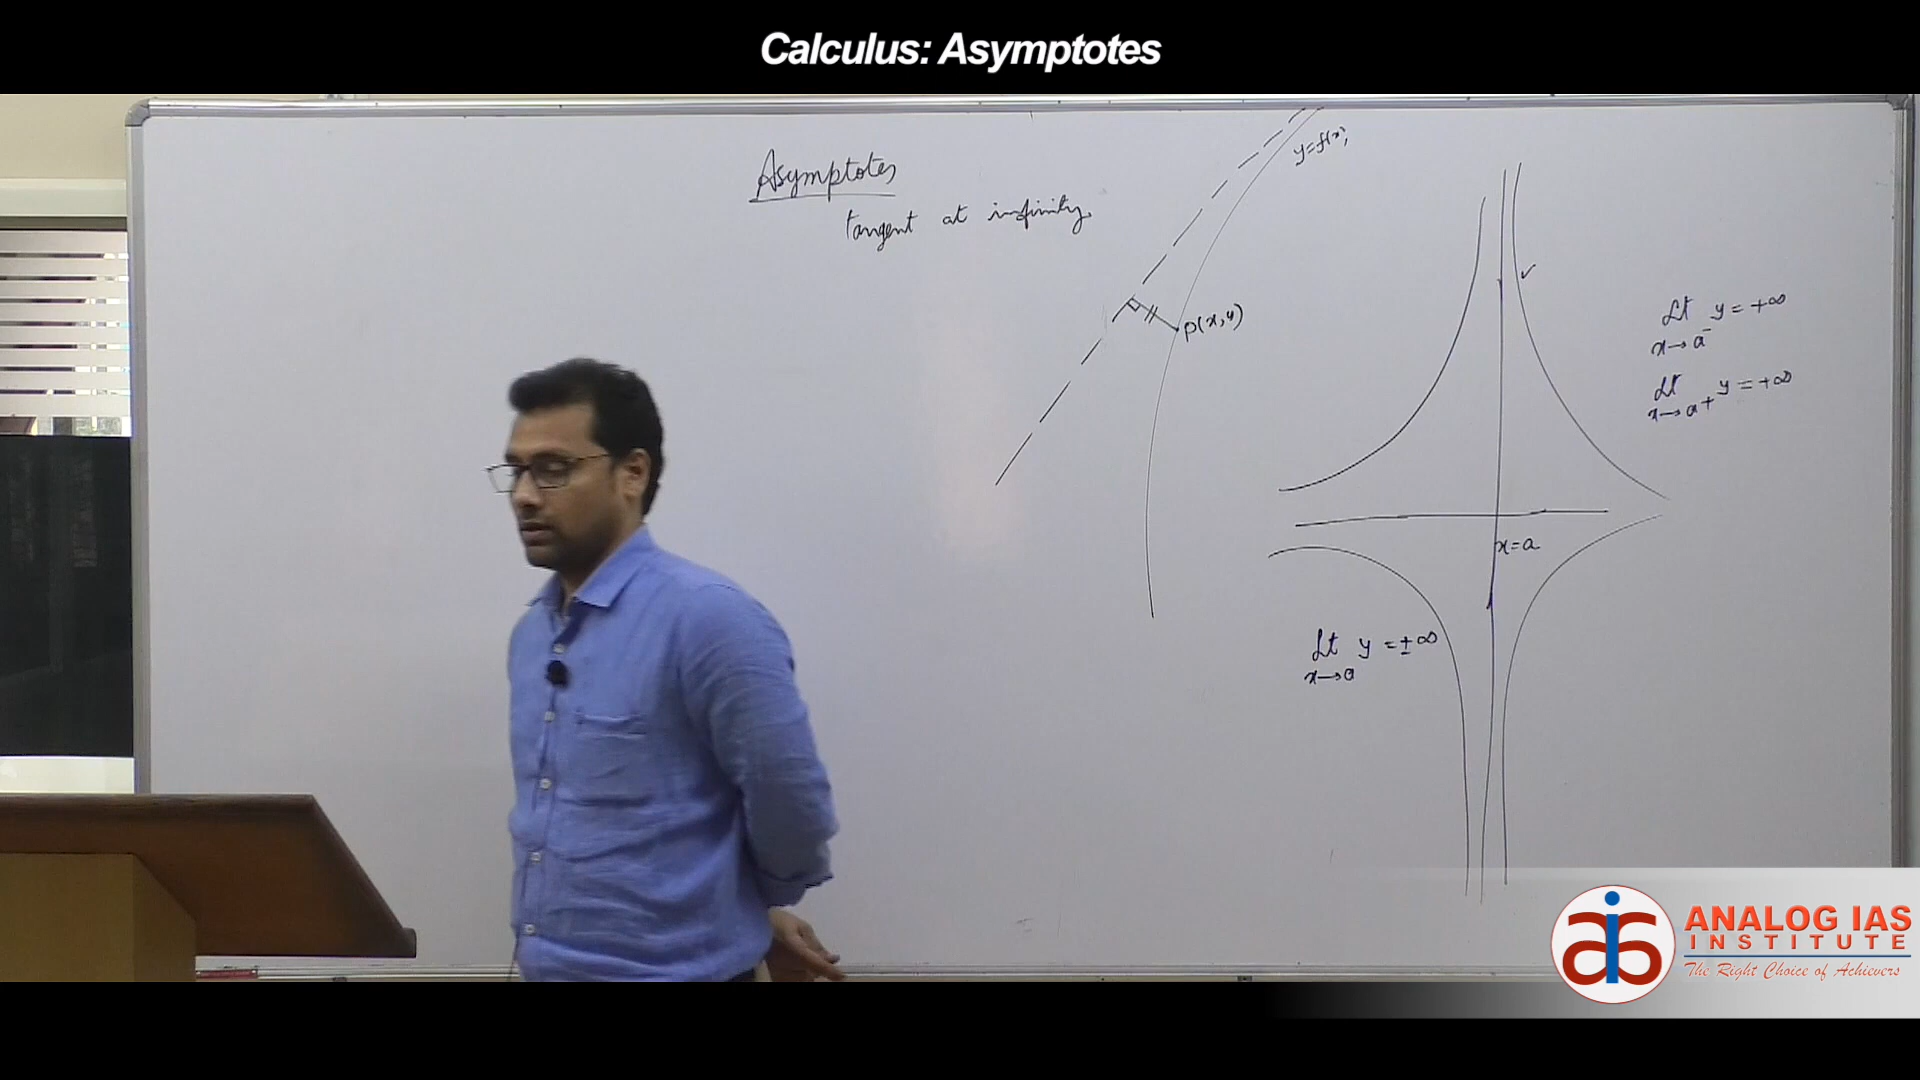 Calculus: Asymptotes
Asymptotes
tangent at infinity
y=f(x)
P(x,y)
Lt y = +∞
x→a⁻
Lt y = +∞
x→a+
x=a
Lt y = ±∞
x→a
ANALOG IAS
INSTITUTE
The Right Choice of Achievers